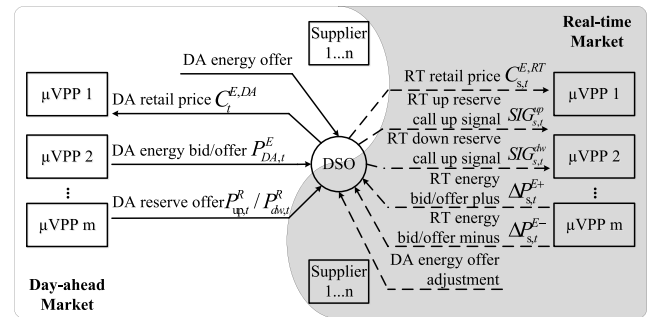 Supplier
1...n
Real-time
Market
DA energy offer
µVPP 1
DA retail price C_t^{E,DA}
µVPP 2
DA energy bid/offer P_{DA,t}^E
⋮
µVPP m
DA reserve offer P_{up,t}^R / P_{dw,t}^R
DSO
RT retail price C_{s,t}^{E,RT}
RT up reserve
call up signal SIG_{s,t}^{up}
RT down reserve
call up signal SIG_{s,t}^{dw}
RT energy
bid/offer plus ΔP_{s,t}^{E+}
RT energy
bid/offer minus ΔP_{s,t}^{E−}
DA energy offer
adjustment
µVPP 1
µVPP 2
⋮
µVPP m
Day-ahead
Market
Supplier
1...n